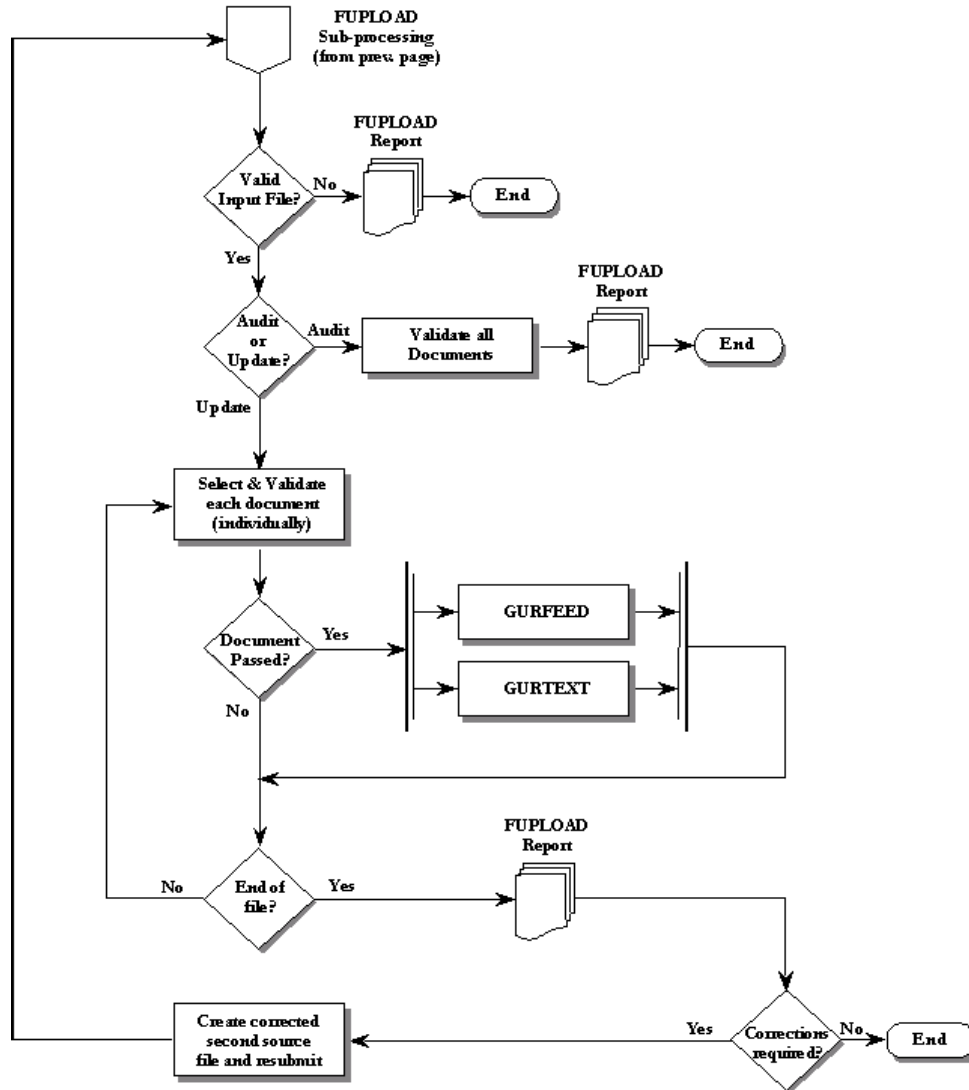 FUPLOAD
Sub-processing
(from prev. page)
FUPLOAD
Report
Valid
Input File?
No
End
Yes
FUPLOAD
Report
Audit
or
Update?
Audit
Validate all
Documents
End
Update
Select & Validate
each document
(individually)
Document
Passed?
Yes
GURFEED
GURTEXT
No
FUPLOAD
Report
End of
file?
No
Yes
Create corrected
second source
file and resubmit
Yes
Corrections
required?
No
End